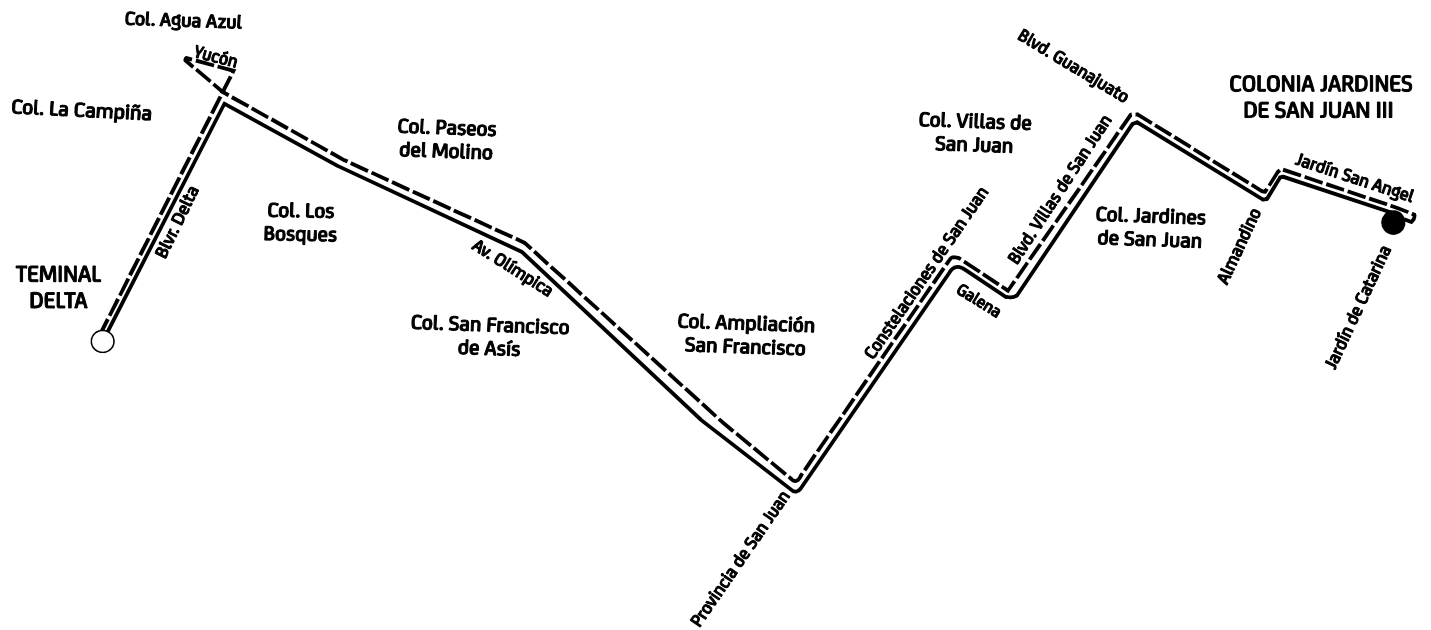 Col. Agua Azul
Yucón
Col. La Campiña
Col. Paseos
del Molino
Blvr. Delta
Col. Los
Bosques
TEMINAL
DELTA
Av. Olímpica
Col. San Francisco
de Asís
Col. Ampliación
San Francisco
Provincia de San Juan
Constelaciones de San Juan
Galena
Col. Villas de
San Juan
Blvd. Villas de San Juan
Blvd. Guanajuato
Col. Jardines
de San Juan
Almandino
COLONIA JARDINES
DE SAN JUAN III
Jardín San Angel
Jardín de Catarina